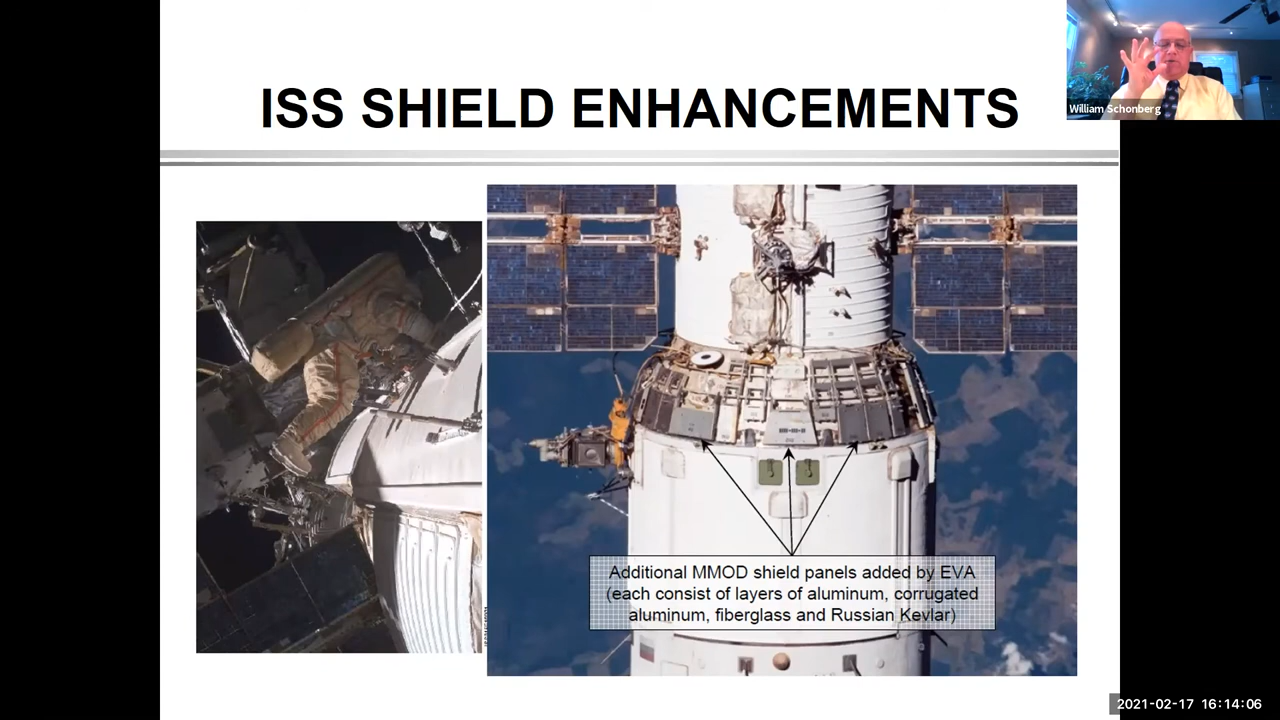 ISS SHIELD ENHANCEMENTS
William Schonberg
Additional MMOD shield panels added by EVA
(each consist of layers of aluminum, corrugated
aluminum, fiberglass and Russian Kevlar)
2021-02-17 16:14:06